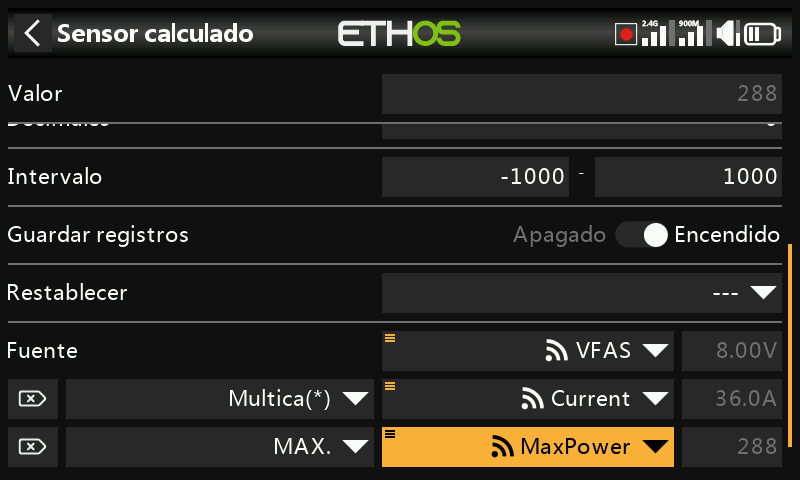 Sensor calculado ETHOS 2.4G 900M
Valor 288
Decimales
Intervalo -1000 - 1000
Guardar registros Apagado Encendido
Restablecer ---
Fuente VFAS 8.00V
Multica(*) Current 36.0A
MAX. MaxPower 288